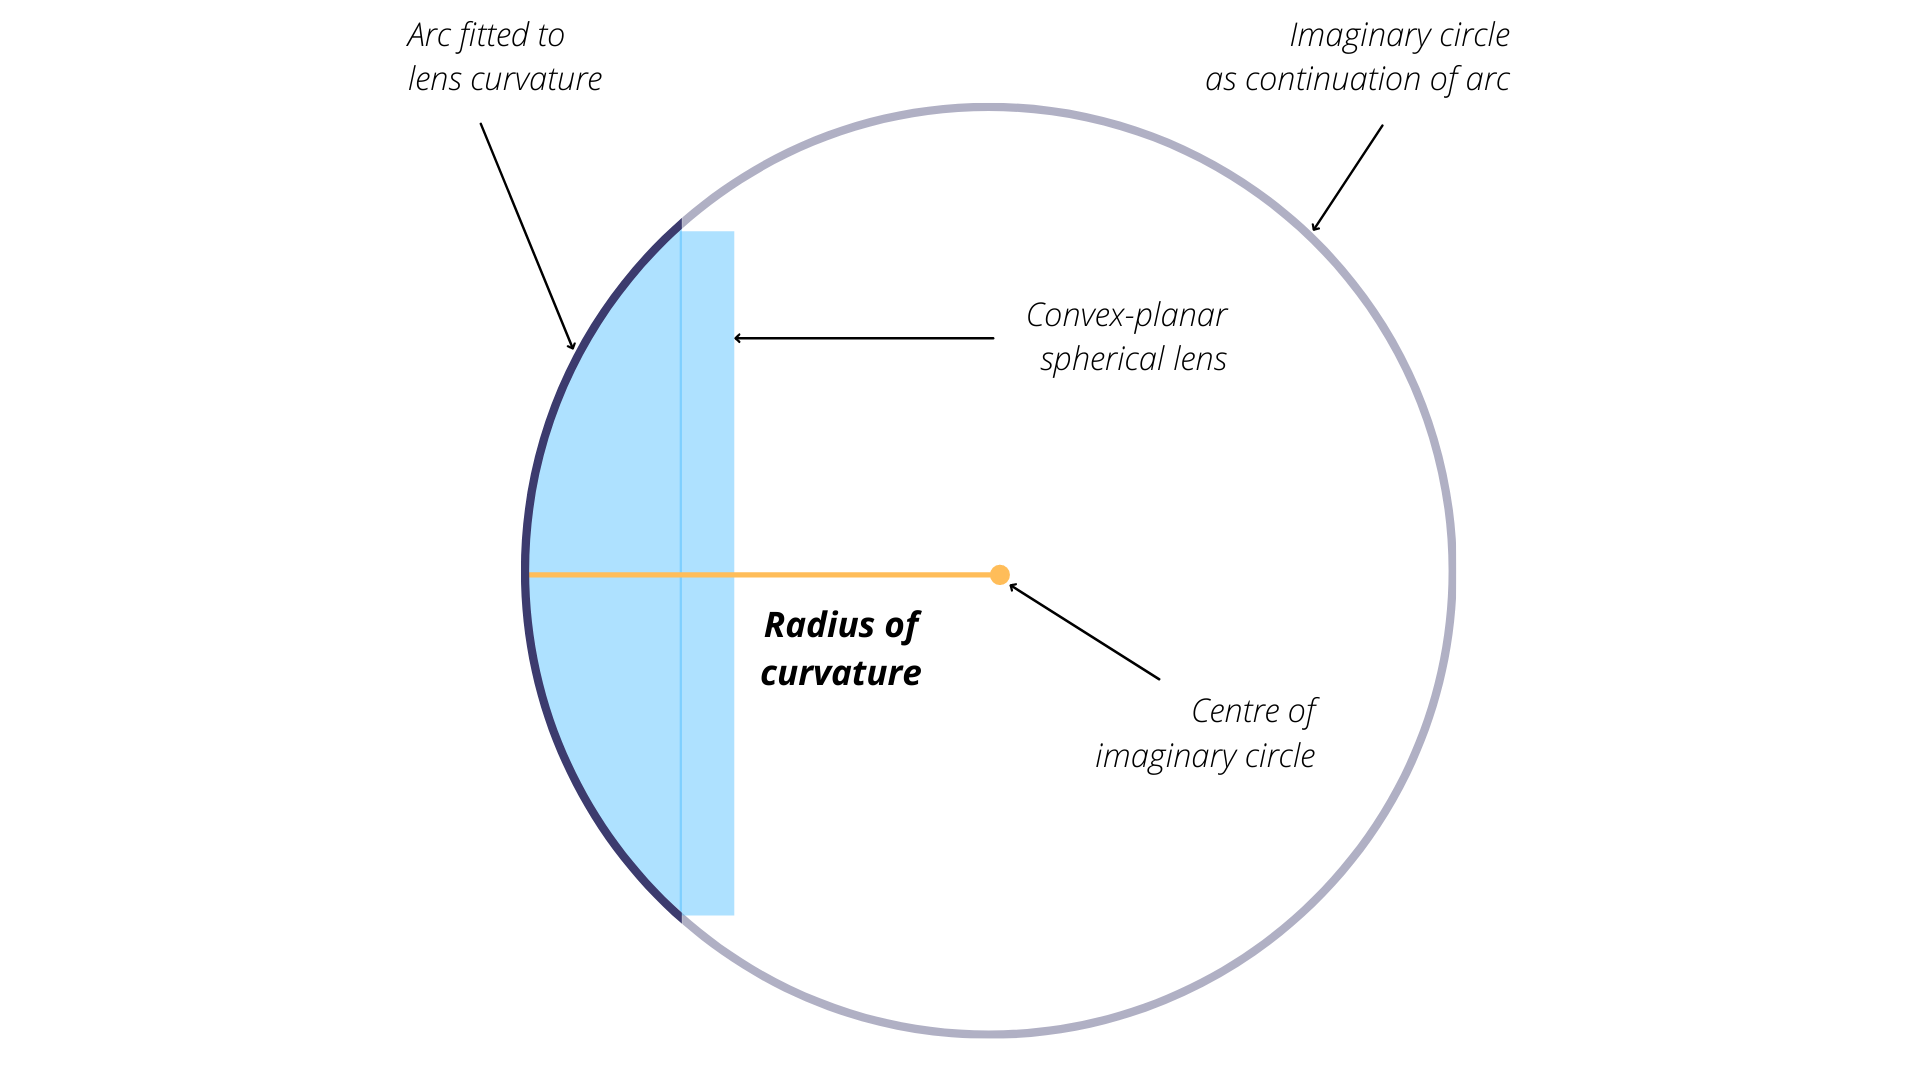 Arc fitted to
lens curvature
Imaginary circle
as continuation of arc
Convex-planar
spherical lens
Radius of
curvature
Centre of
imaginary circle